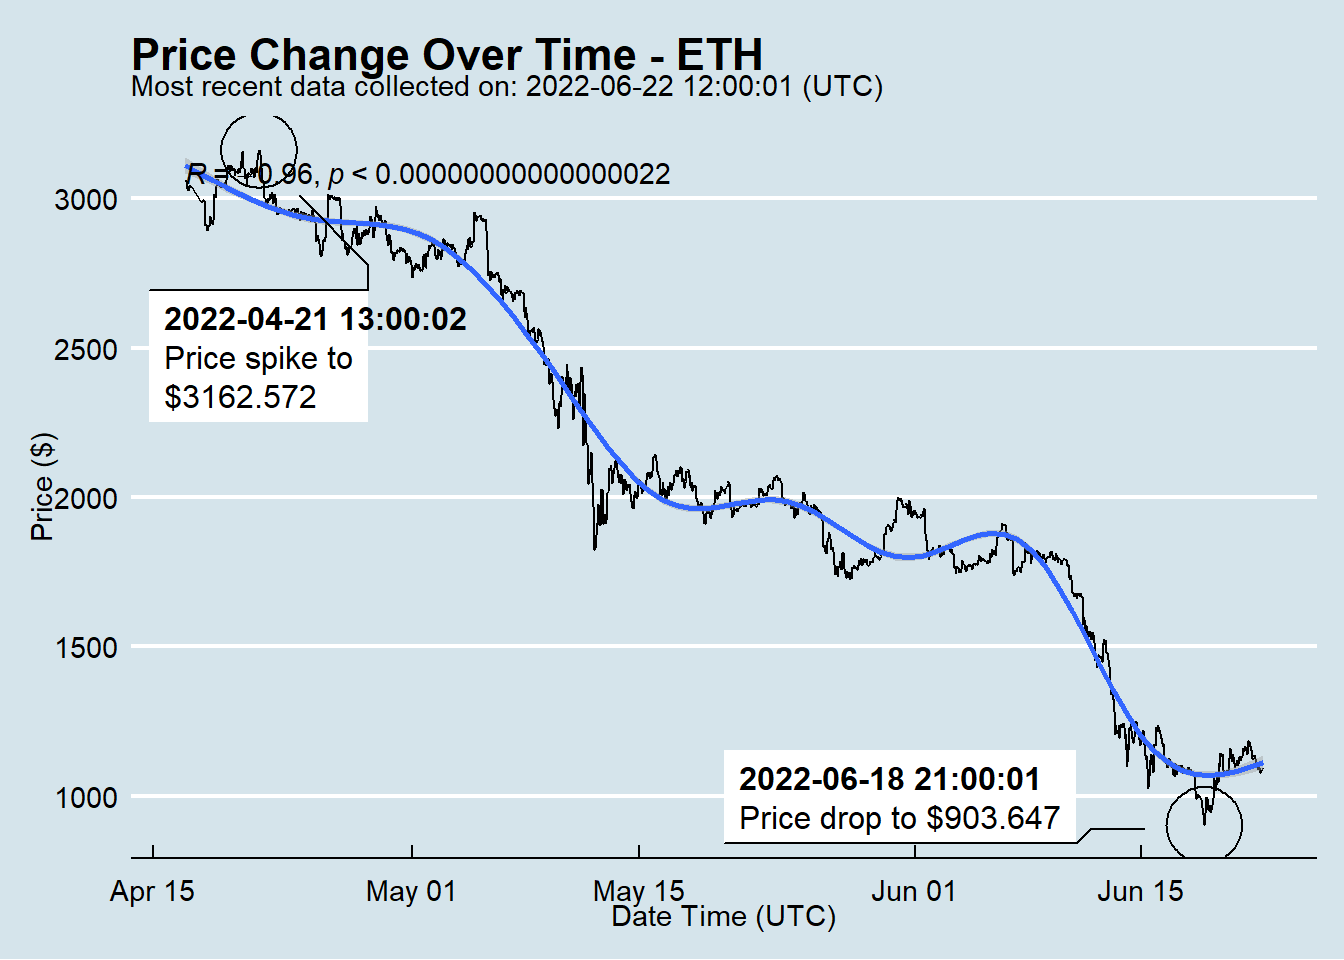 Price Change Over Time - ETH
Most recent data collected on: 2022-06-22 12:00:01 (UTC)
R = -0.96, p < 0.00000000000000022
3000
2500
2000
1500
1000
Price ($)
2022-04-21 13:00:02
Price spike to
$3162.572
2022-06-18 21:00:01
Price drop to $903.647
Apr 15
May 01
May 15
Jun 01
Jun 15
Date Time (UTC)